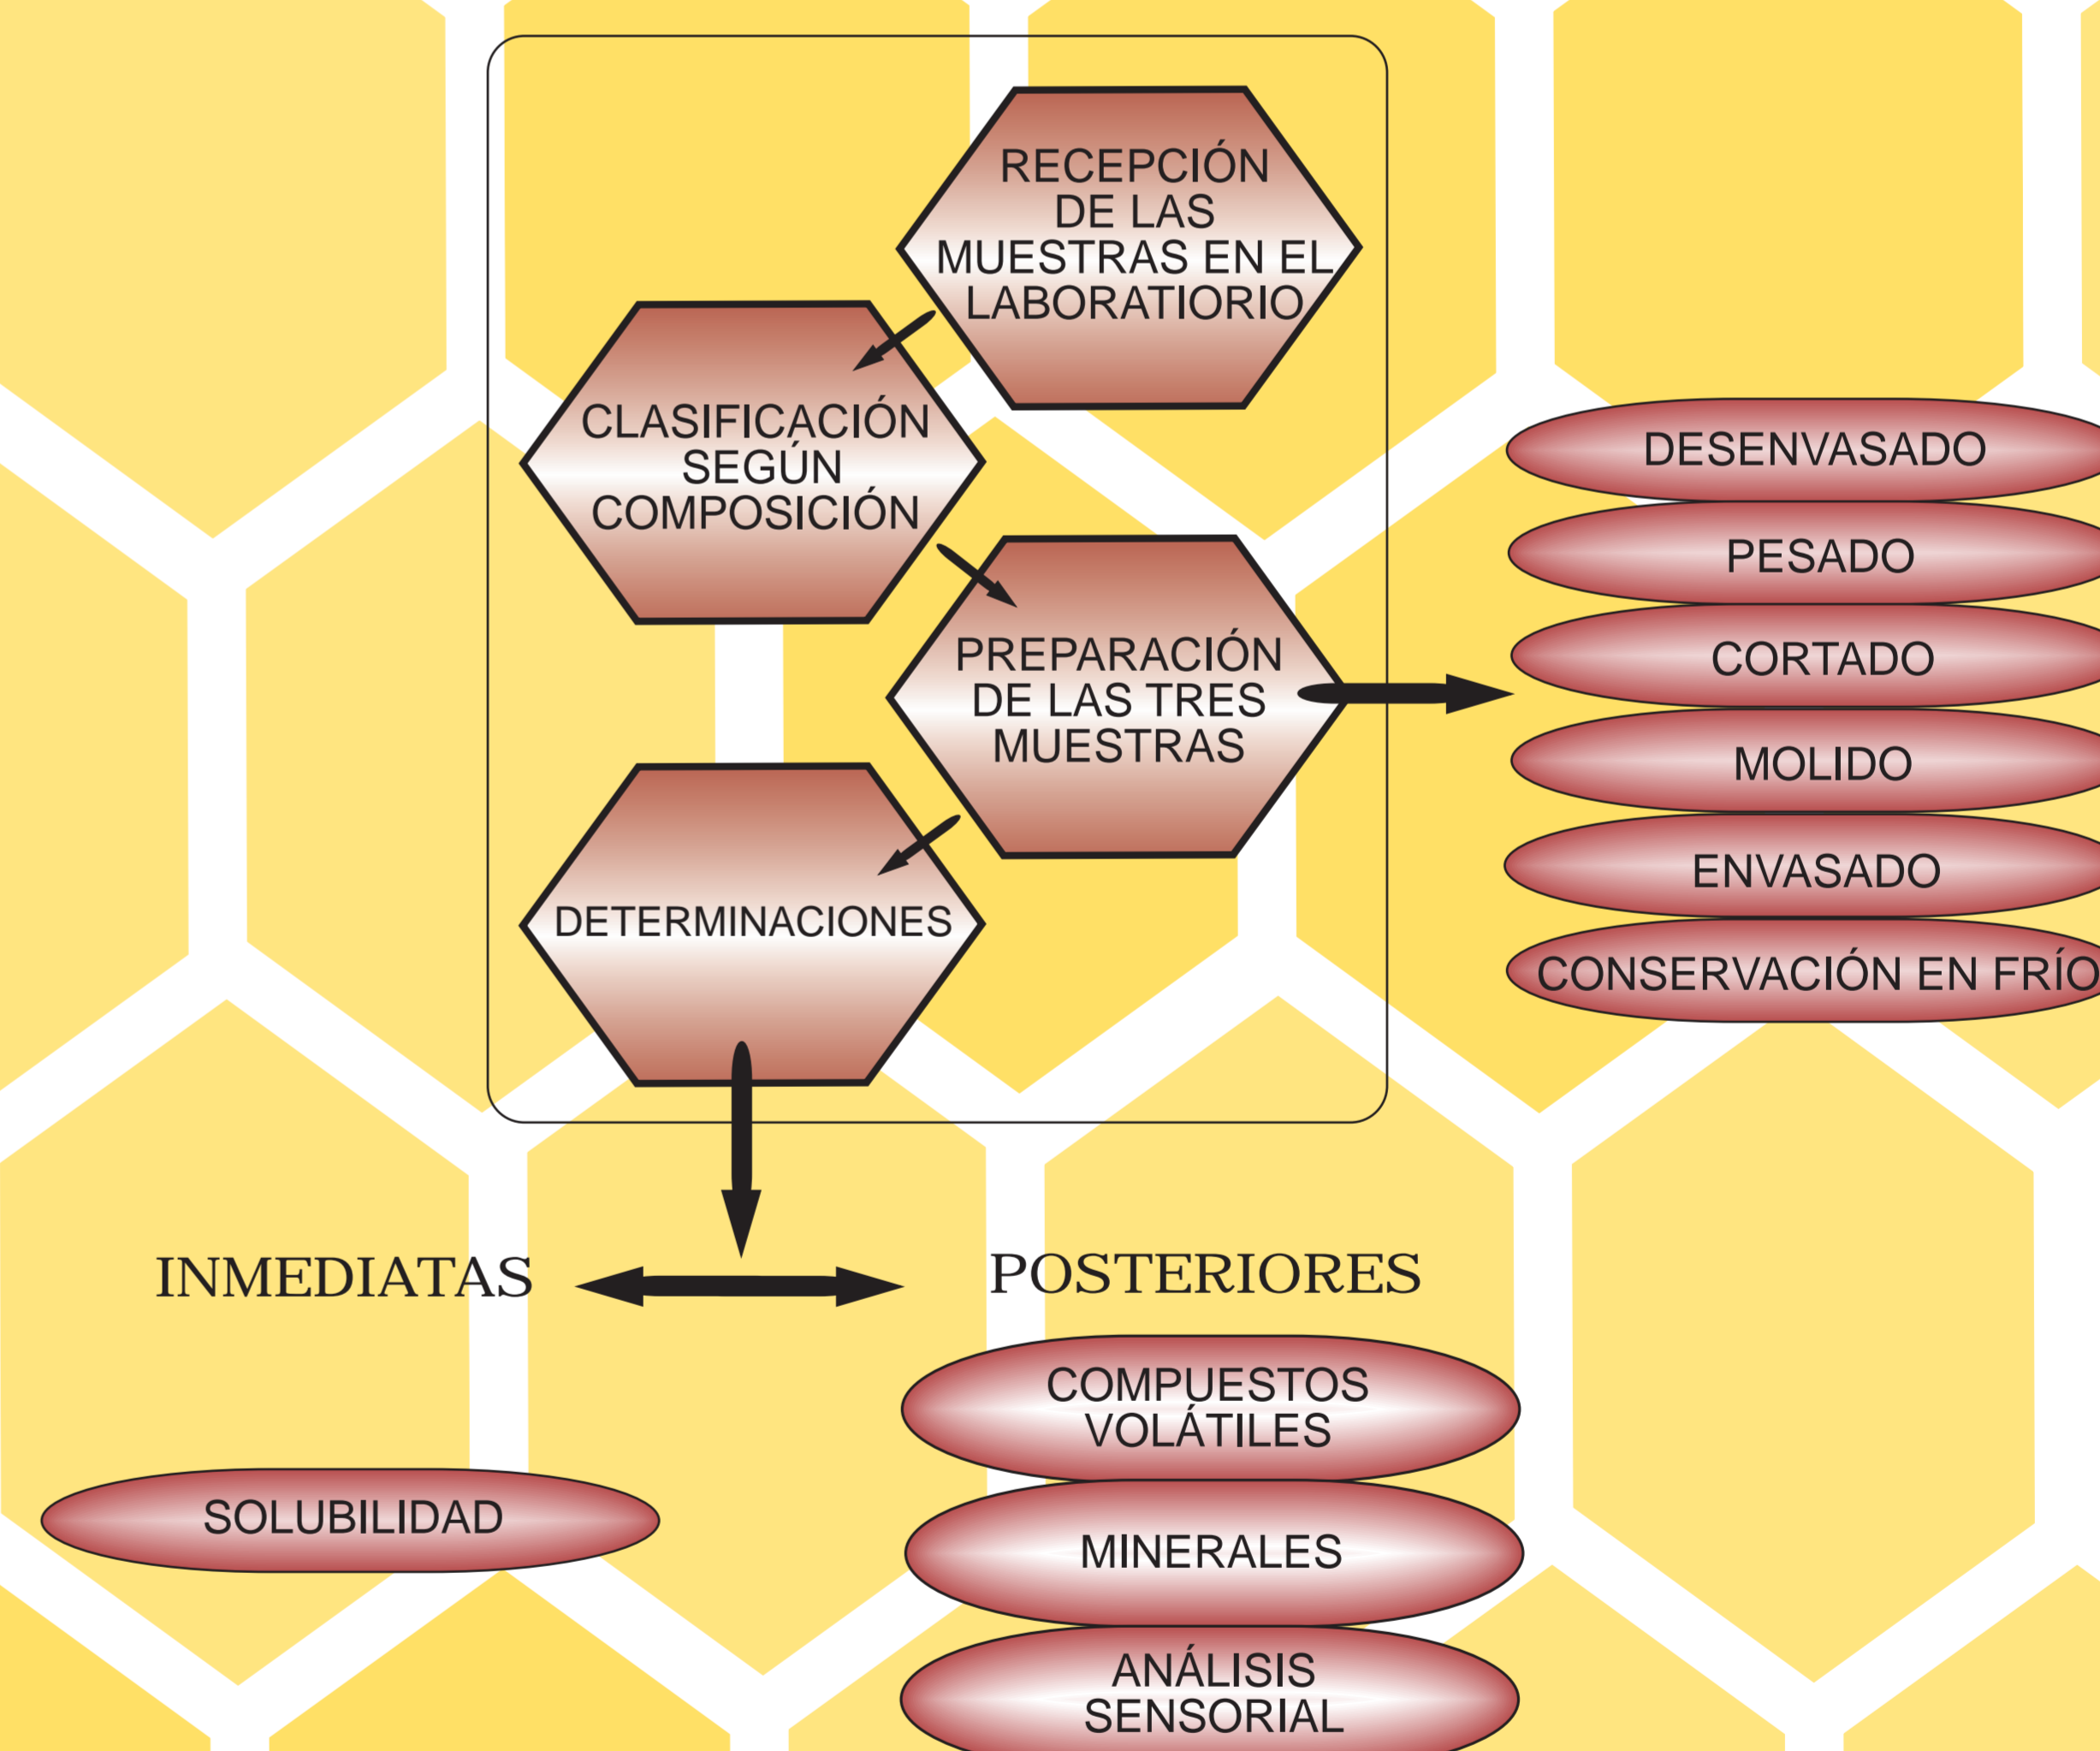 RECEPCIÓN
DE LAS
MUESTRAS EN EL
LABORATIORIO
CLASIFICACIÓN
SEGÚN
COMPOSICIÓN
PREPARACIÓN
DE LAS TRES
MUESTRAS
DETERMINACIONES
DESENVASADO
PESADO
CORTADO
MOLIDO
ENVASADO
CONSERVACIÓN EN FRÍO
INMEDIATAS
SOLUBILIDAD
POSTERIORES
COMPUESTOS
VOLÁTILES
MINERALES
ANÁLISIS
SENSORIAL